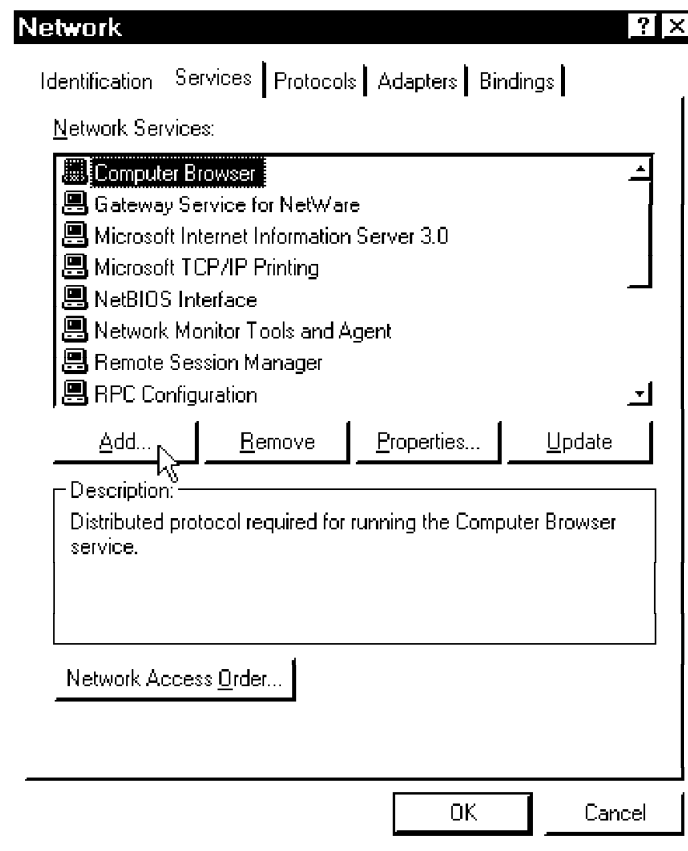 Network
Identification Services Protocols Adapters Bindings
Network Services:
Computer Browser
Gateway Service for NetWare
Microsoft Internet Information Server 3.0
Microsoft TCP/IP Printing
NetBIOS Interface
Network Monitor Tools and Agent
Remote Session Manager
RPC Configuration
Add... Remove Properties... Update
Description:
Distributed protocol required for running the Computer Browser
service.
Network Access Order...
OK Cancel